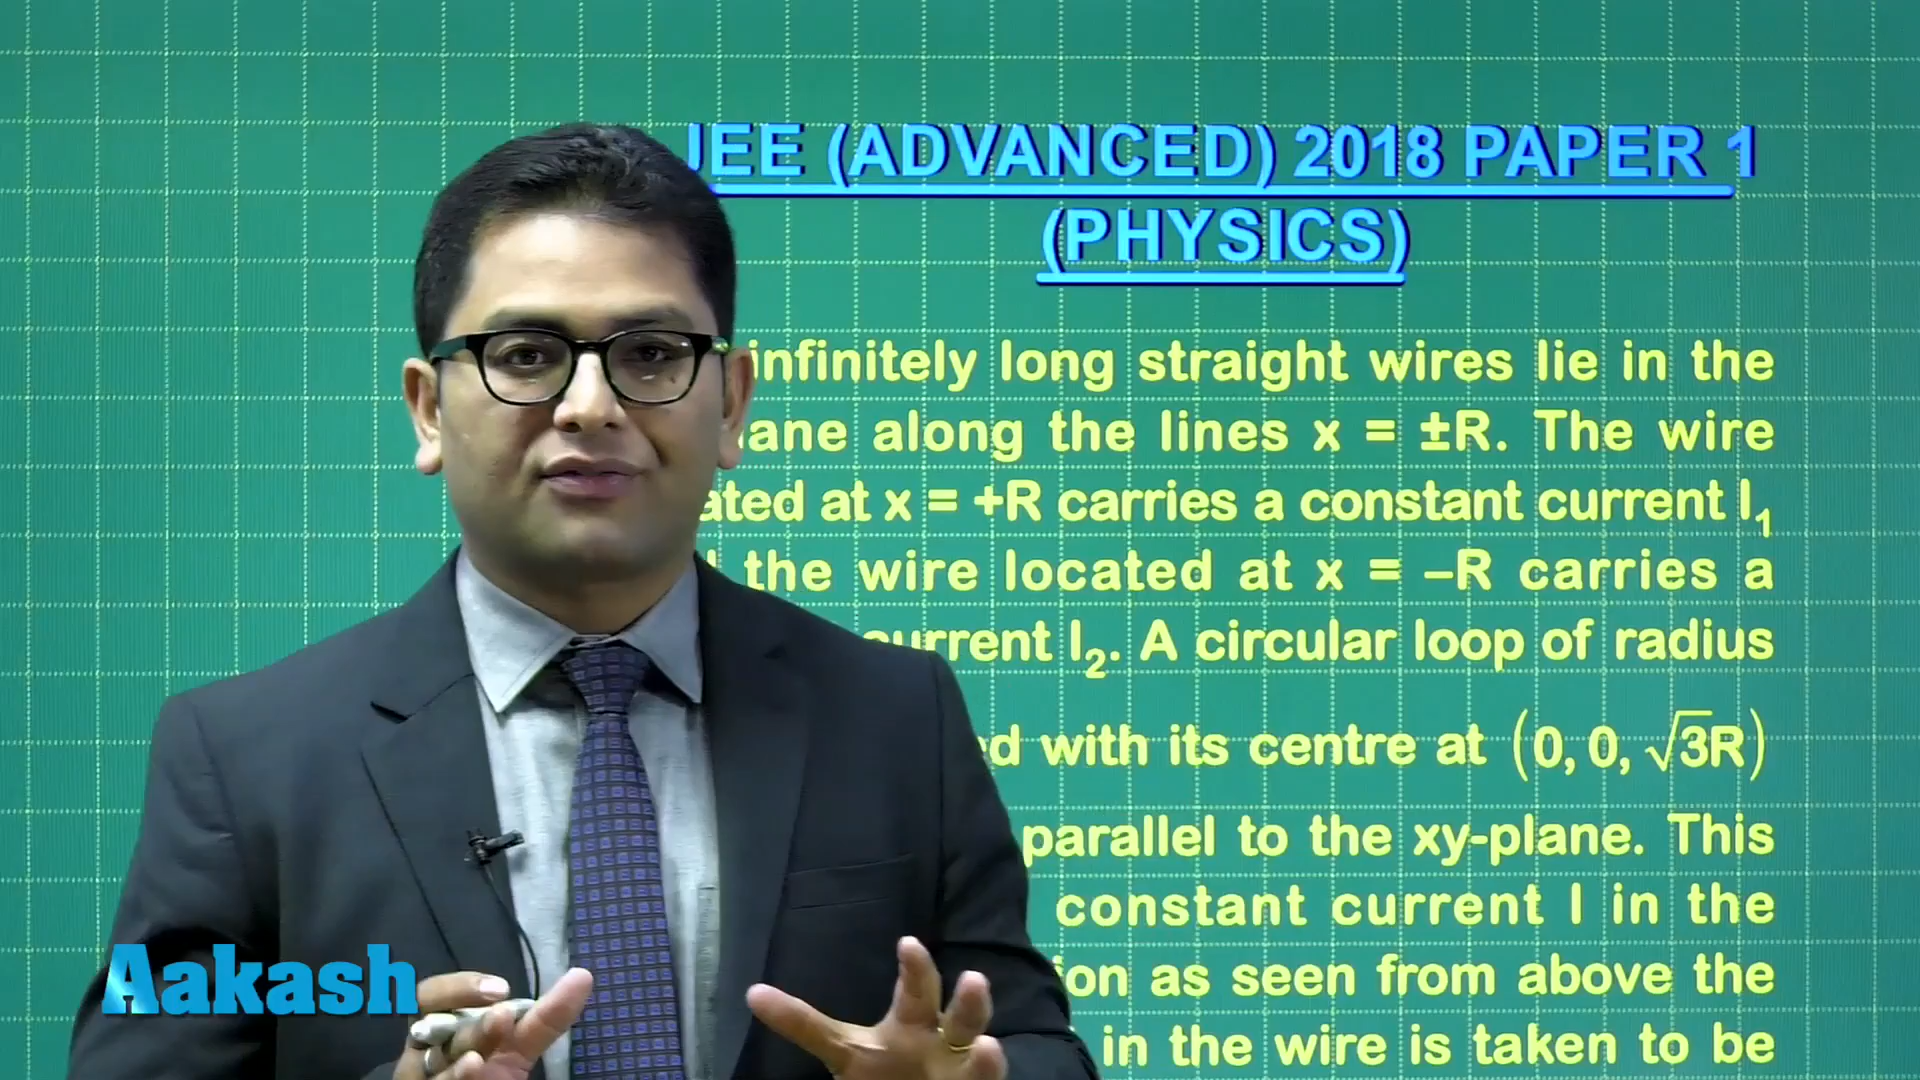 JEE (ADVANCED) 2018 PAPER 1
(PHYSICS)
infinitely long straight wires lie in the
lane along the lines x = ±R. The wire
ated at x = +R carries a constant current I₁
the wire located at x = –R carries a
current I₂. A circular loop of radius
d with its centre at (0, 0, √3R)
parallel to the xy-plane. This
constant current I in the
ion as seen from above the
in the wire is taken to be
Aakash